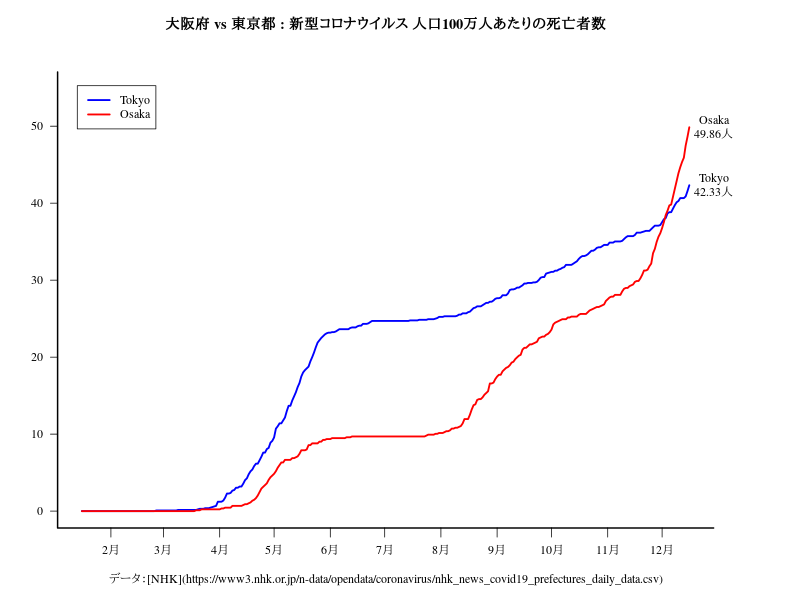 大阪府 vs 東京都 : 新型コロナウイルス 人口100万人あたりの死亡者数
Tokyo
Osaka
Osaka
49.86人
Tokyo
42.33人
50
40
30
20
10
0
2月 3月 4月 5月 6月 7月 8月 9月 10月 11月 12月
データ：[NHK](https://www3.nhk.or.jp/n-data/opendata/coronavirus/nhk_news_covid19_prefectures_daily_data.csv)